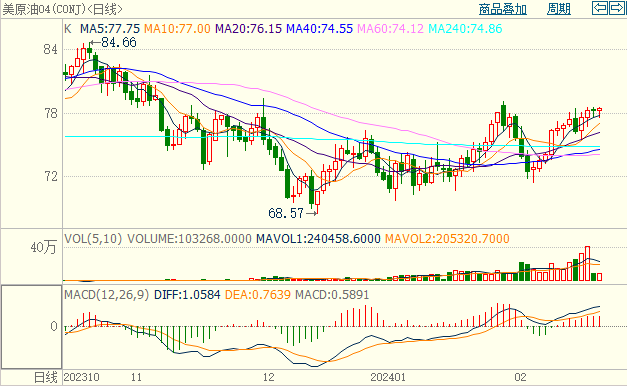 美原油04(CONJ)<日线> 商品叠加 周期
K MA5:77.75 MA10:77.00 MA20:76.15 MA40:74.55 MA60:74.12 MA240:74.86
84.66
84
78
72
68.57
VOL(5,10) VOLUME:103268.0000 MAVOL1:240458.6000 MAVOL2:205320.7000
40万
MACD(12,26,9) DIFF:1.0584 DEA:0.7639 MACD:0.5891
0
日线 202310 11 12 202401 02